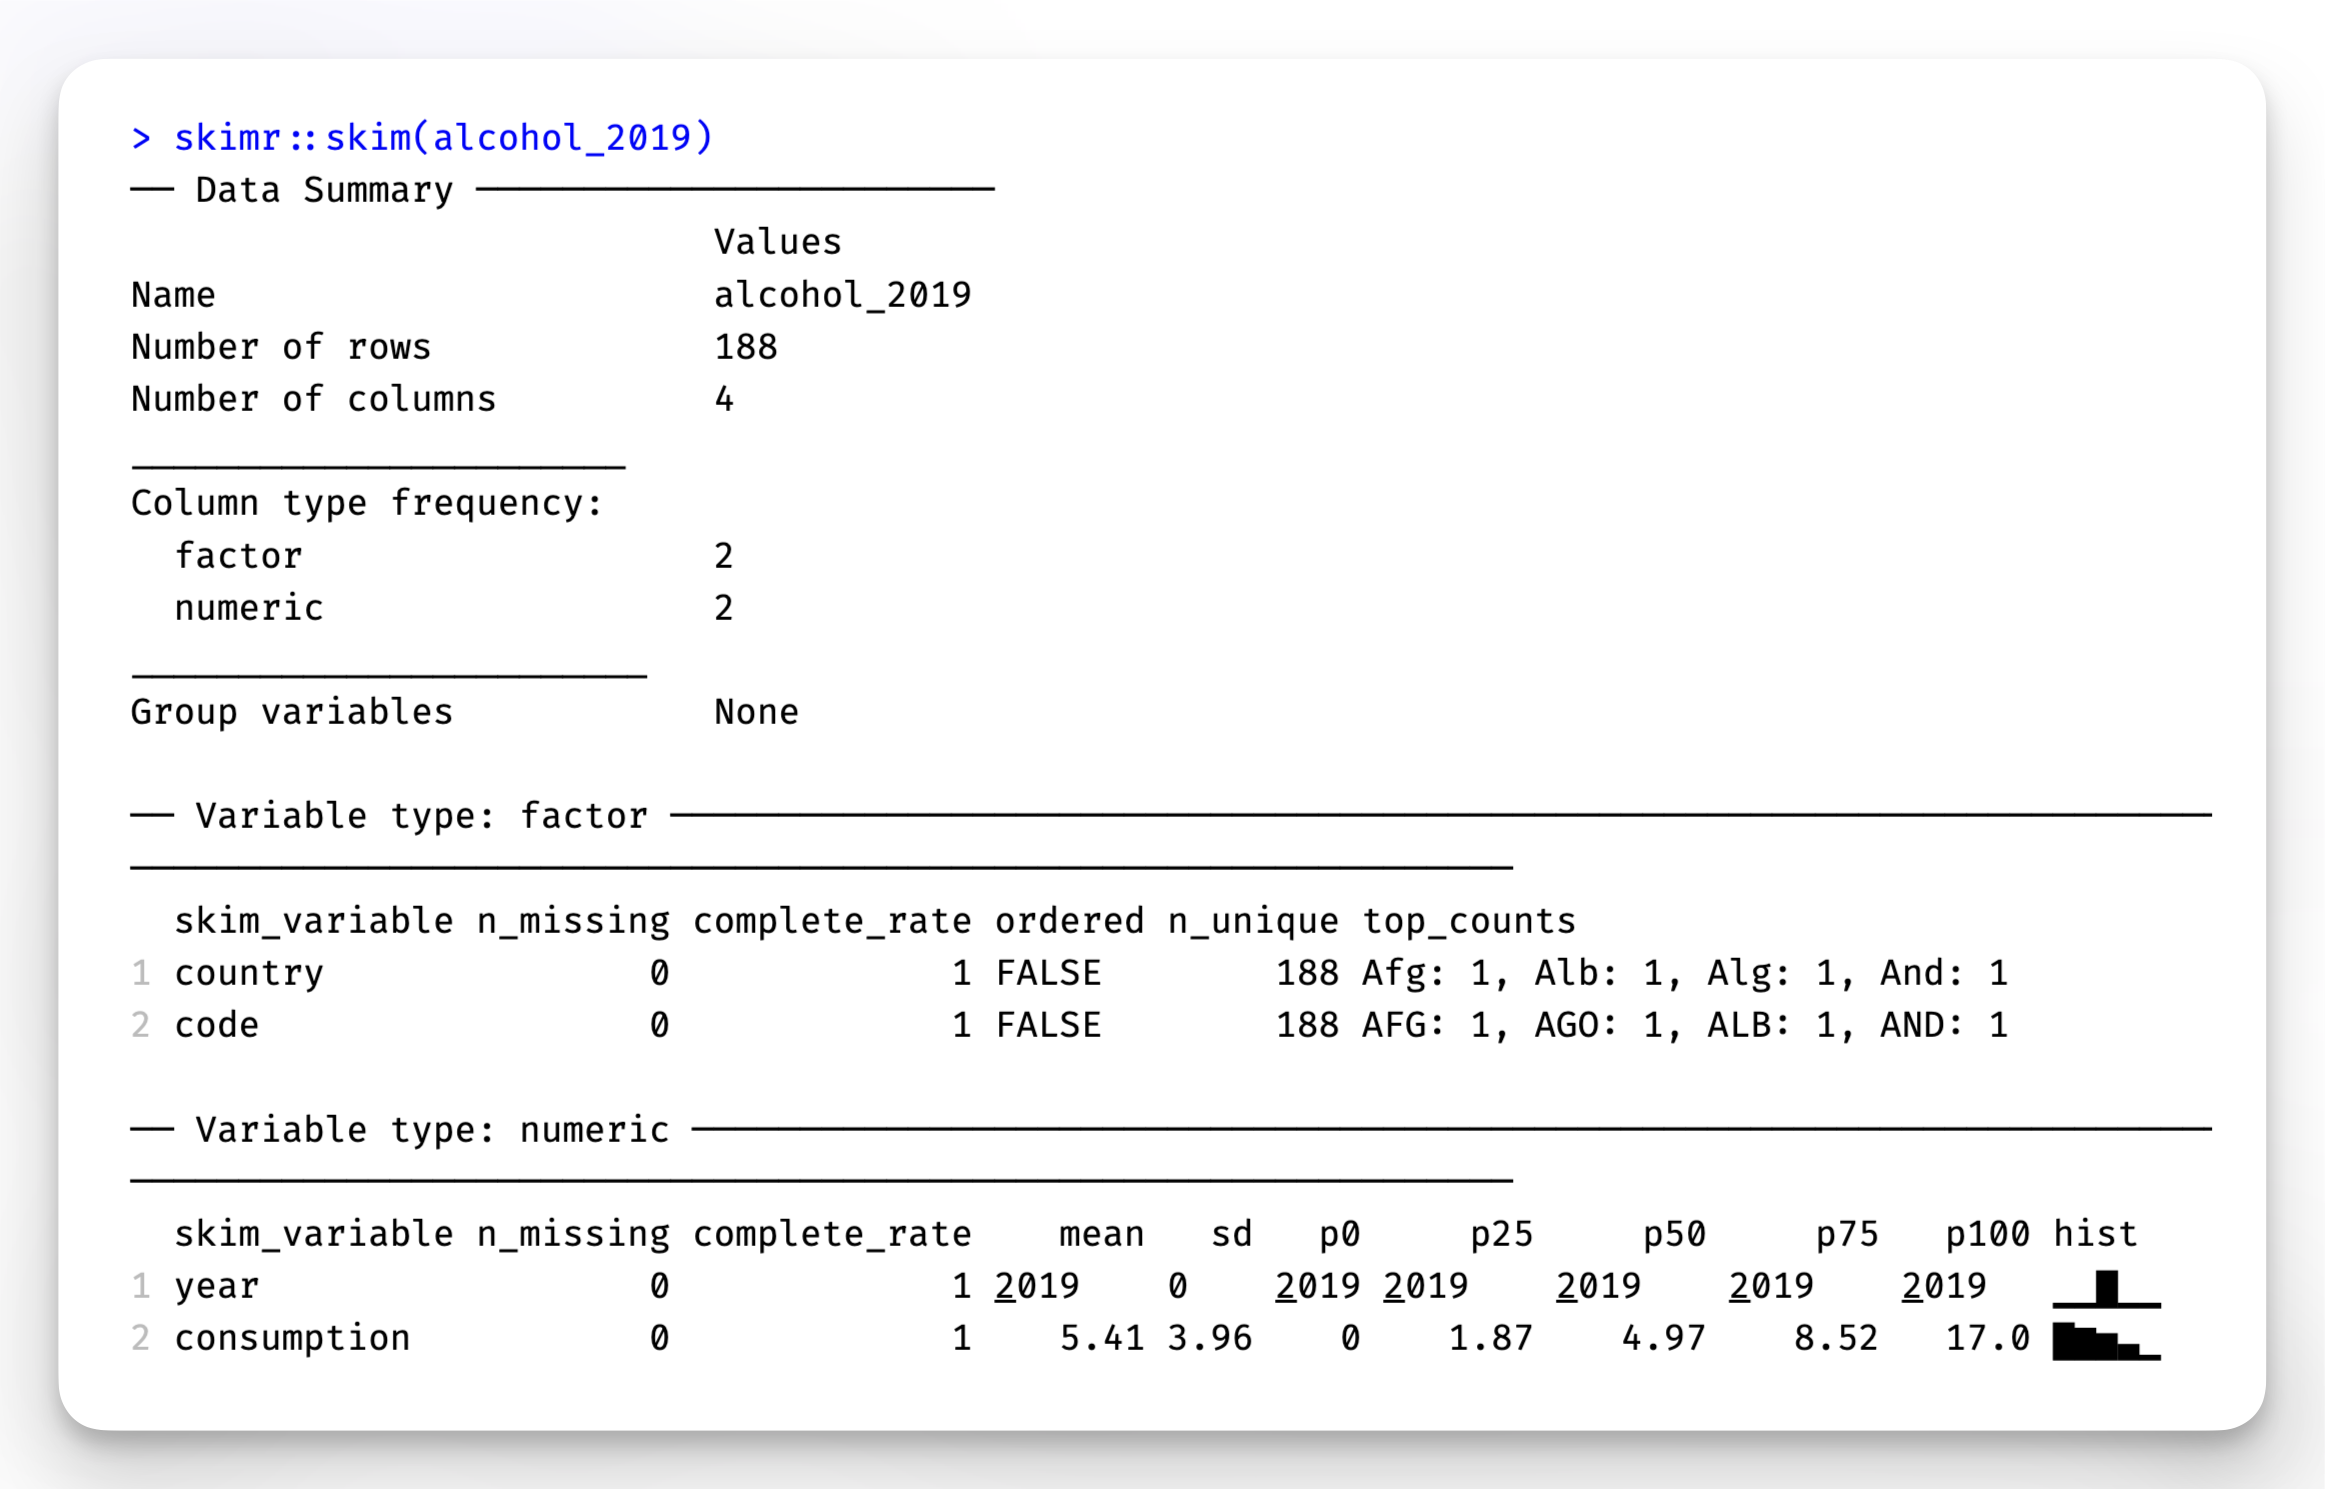 > skimr::skim(alcohol_2019)
── Data Summary ────────────────────────
                           Values
Name                       alcohol_2019
Number of rows             188
Number of columns          4
_______________________
Column type frequency:
  factor                   2
  numeric                  2
________________________
Group variables            None
── Variable type: factor ────────────────────────────────────────────────────────────────────────
────────────────────────────────────────────────────────────────
  skim_variable n_missing complete_rate ordered n_unique top_counts
1 country               0             1 FALSE        188 Afg: 1, Alb: 1, Alg: 1, And: 1
2 code                  0             1 FALSE        188 AFG: 1, AGO: 1, ALB: 1, AND: 1
── Variable type: numeric ───────────────────────────────────────────────────────────────────────
────────────────────────────────────────────────────────────────
  skim_variable n_missing complete_rate    mean   sd   p0     p25     p50     p75   p100 hist
1 year                  0             1 2019    0    2019 2019    2019    2019    2019   ▁▁▇▁▁
2 consumption           0             1    5.41 3.96    0    1.87    4.97    8.52   17.0 ▇▆▅▃▁